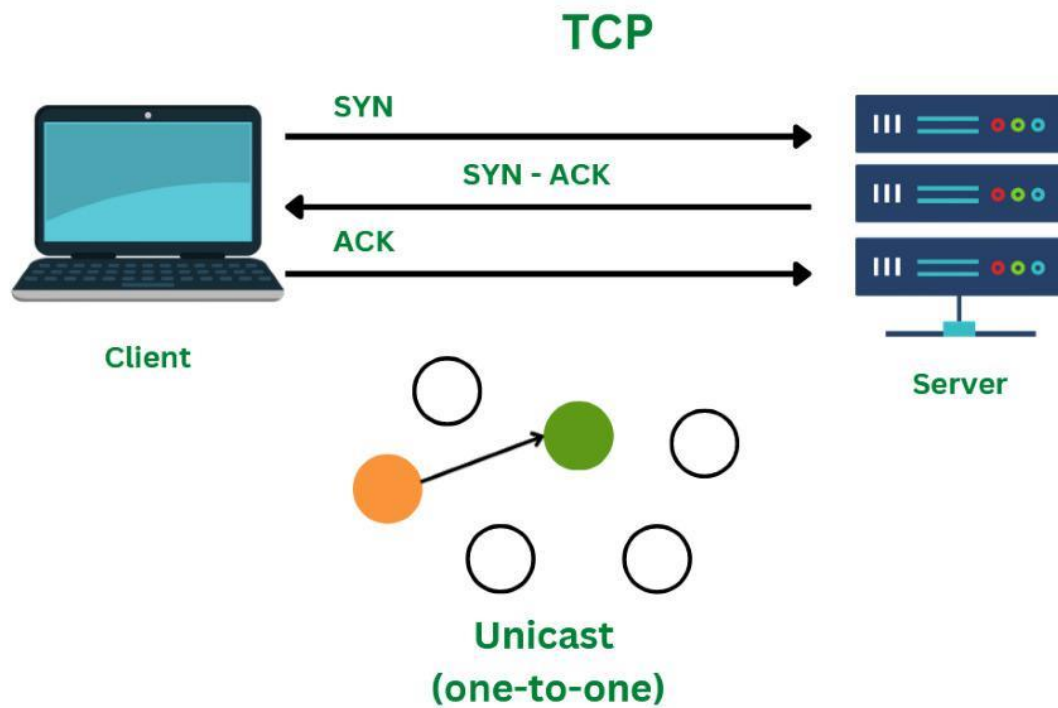 TCP
SYN
SYN - ACK
ACK
Client
Server
Unicast
(one-to-one)